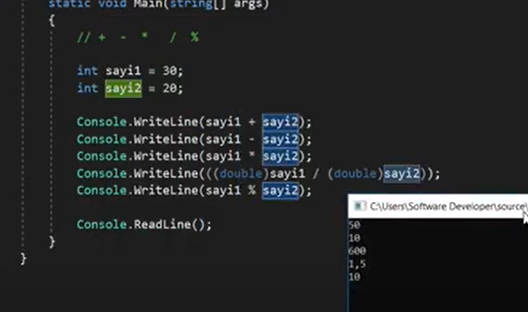 static void Main(string[] args)
{
// + - * / %
int sayi1 = 30;
int sayi2 = 20;
Console.WriteLine(sayi1 + sayi2);
Console.WriteLine(sayi1 - sayi2);
Console.WriteLine(sayi1 * sayi2);
Console.WriteLine(((double)sayi1 / (double)sayi2));
Console.WriteLine(sayi1 % sayi2);
Console.ReadLine();
}
}
C:\Users\Software Developer\source\
50
10
600
1,5
10